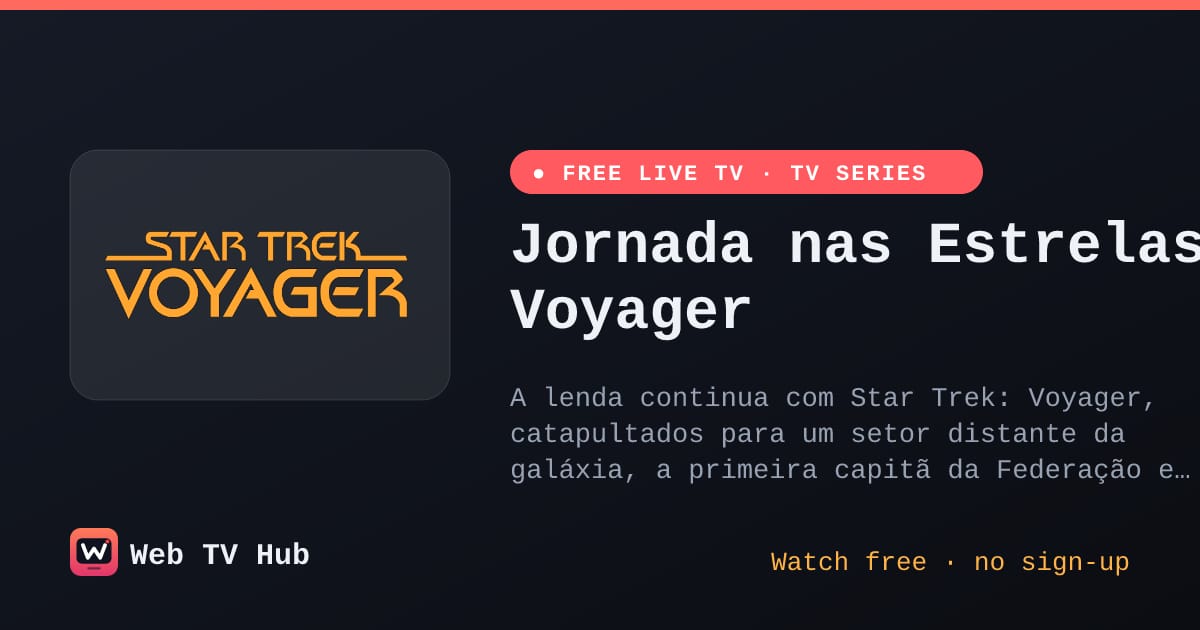 STAR TREK
VOYAGER
● FREE LIVE TV · TV SERIES
Jornada nas Estrelas
Voyager
A lenda continua com Star Trek: Voyager,
catapultados para um setor distante da
galáxia, a primeira capitã da Federação e…
W
Web TV Hub
Watch free · no sign-up